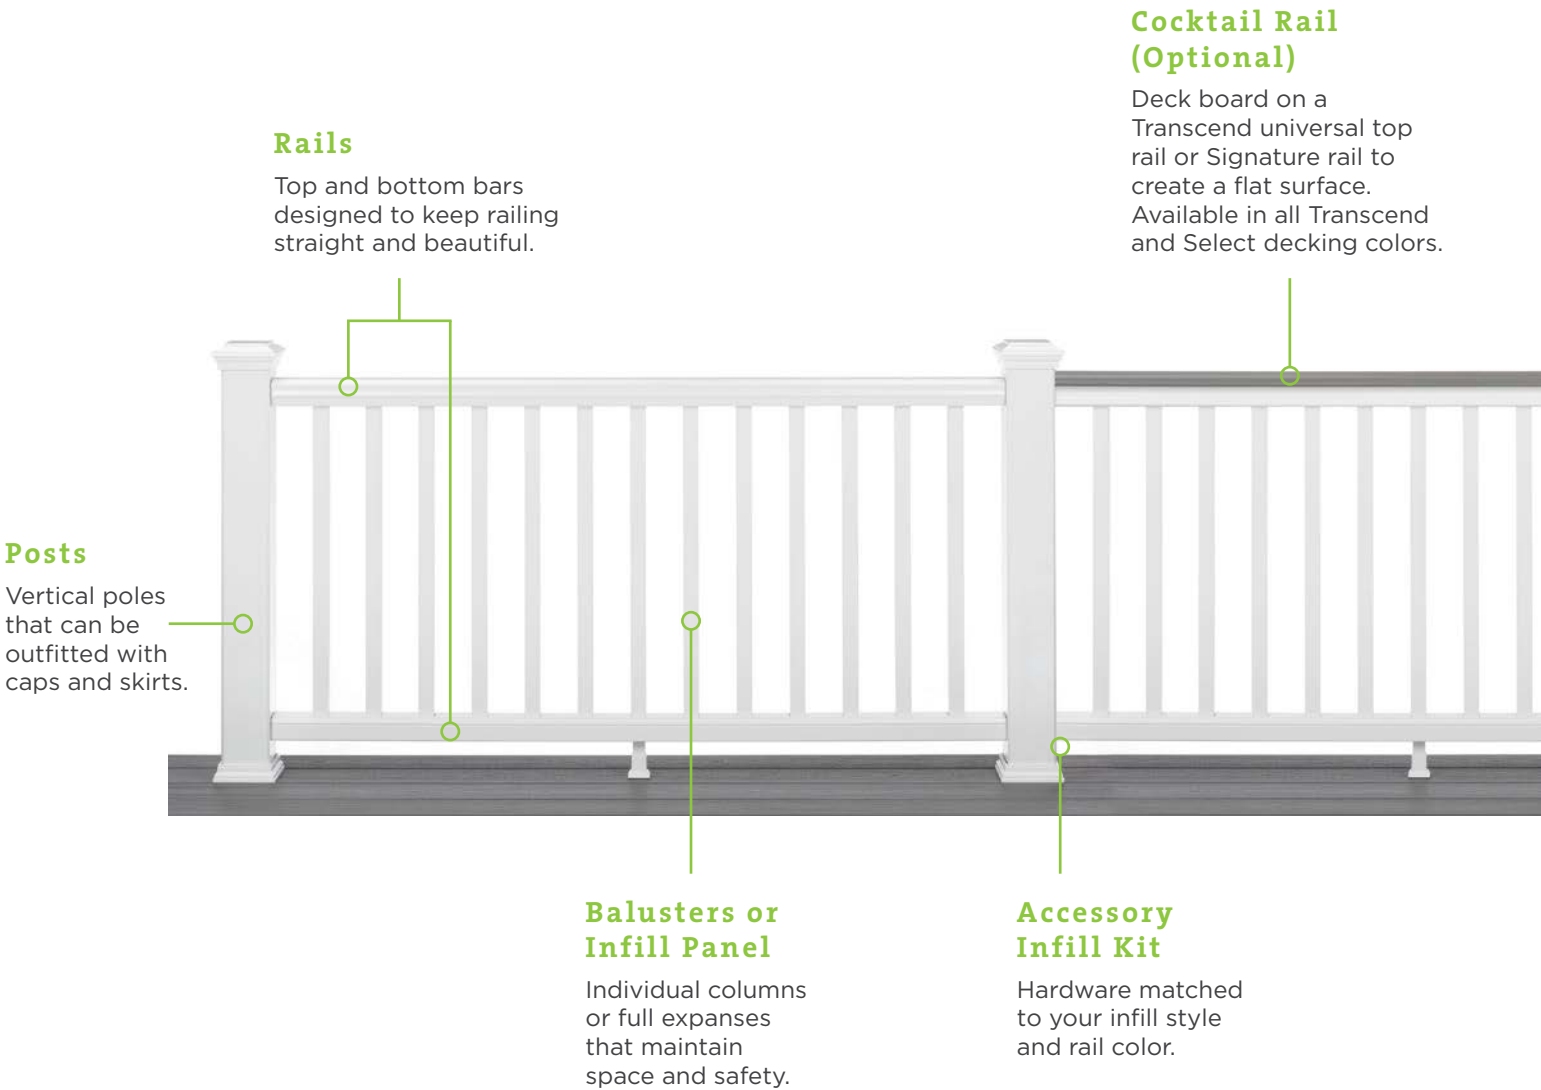 Cocktail Rail
(Optional)
Deck board on a
Transcend universal top
rail or Signature rail to
create a flat surface.
Available in all Transcend
and Select decking colors.
Rails
Top and bottom bars
designed to keep railing
straight and beautiful.
Posts
Vertical poles
that can be
outfitted with
caps and skirts.
Balusters or
Infill Panel
Individual columns
or full expanses
that maintain
space and safety.
Accessory
Infill Kit
Hardware matched
to your infill style
and rail color.